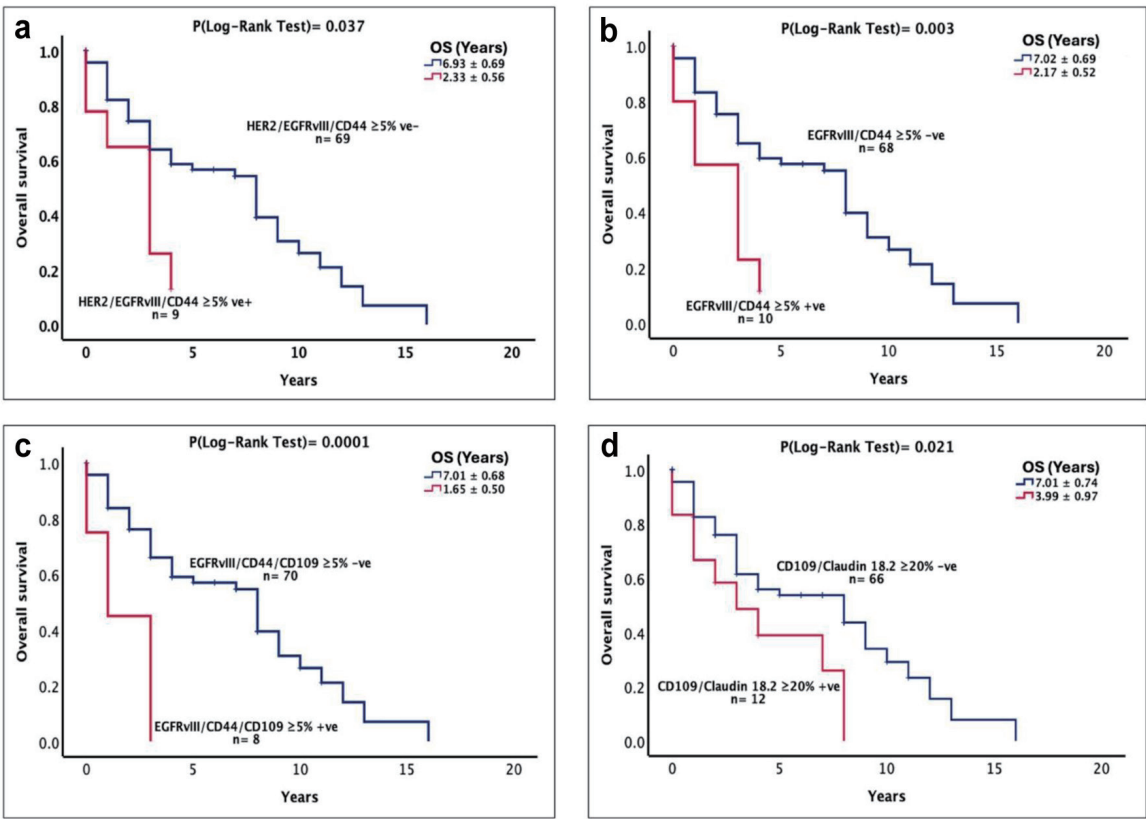 a
P(Log-Rank Test)= 0.037
OS (Years)
6.93 ± 0.69
2.33 ± 0.56
Overall survival
1.0
0.8
0.6
0.4
0.2
0.0
HER2/EGFRvIII/CD44 ≥5% ve-
n= 69
HER2/EGFRvIII/CD44 ≥5% ve+
n= 9
0 5 10 15 20
Years
b
P(Log-Rank Test)= 0.003
OS (Years)
7.02 ± 0.69
2.17 ± 0.52
Overall survival
1.0
0.8
0.6
0.4
0.2
0.0
EGFRvIII/CD44 ≥5% -ve
n= 68
EGFRvIII/CD44 ≥5% +ve
n= 10
0 5 10 15 20
Years
c
P(Log-Rank Test)= 0.0001
OS (Years)
7.01 ± 0.68
1.65 ± 0.50
Overall survival
1.0
0.8
0.6
0.4
0.2
0.0
EGFRvIII/CD44/CD109 ≥5% -ve
n= 70
EGFRvIII/CD44/CD109 ≥5% +ve
n= 8
0 5 10 15 20
Years
d
P(Log-Rank Test)= 0.021
OS (Years)
7.01 ± 0.74
3.99 ± 0.97
Overall survival
1.0
0.8
0.6
0.4
0.2
0.0
CD109/Claudin 18.2 ≥20% -ve
n= 66
CD109/Claudin 18.2 ≥20% +ve
n= 12
0 5 10 15 20
Years